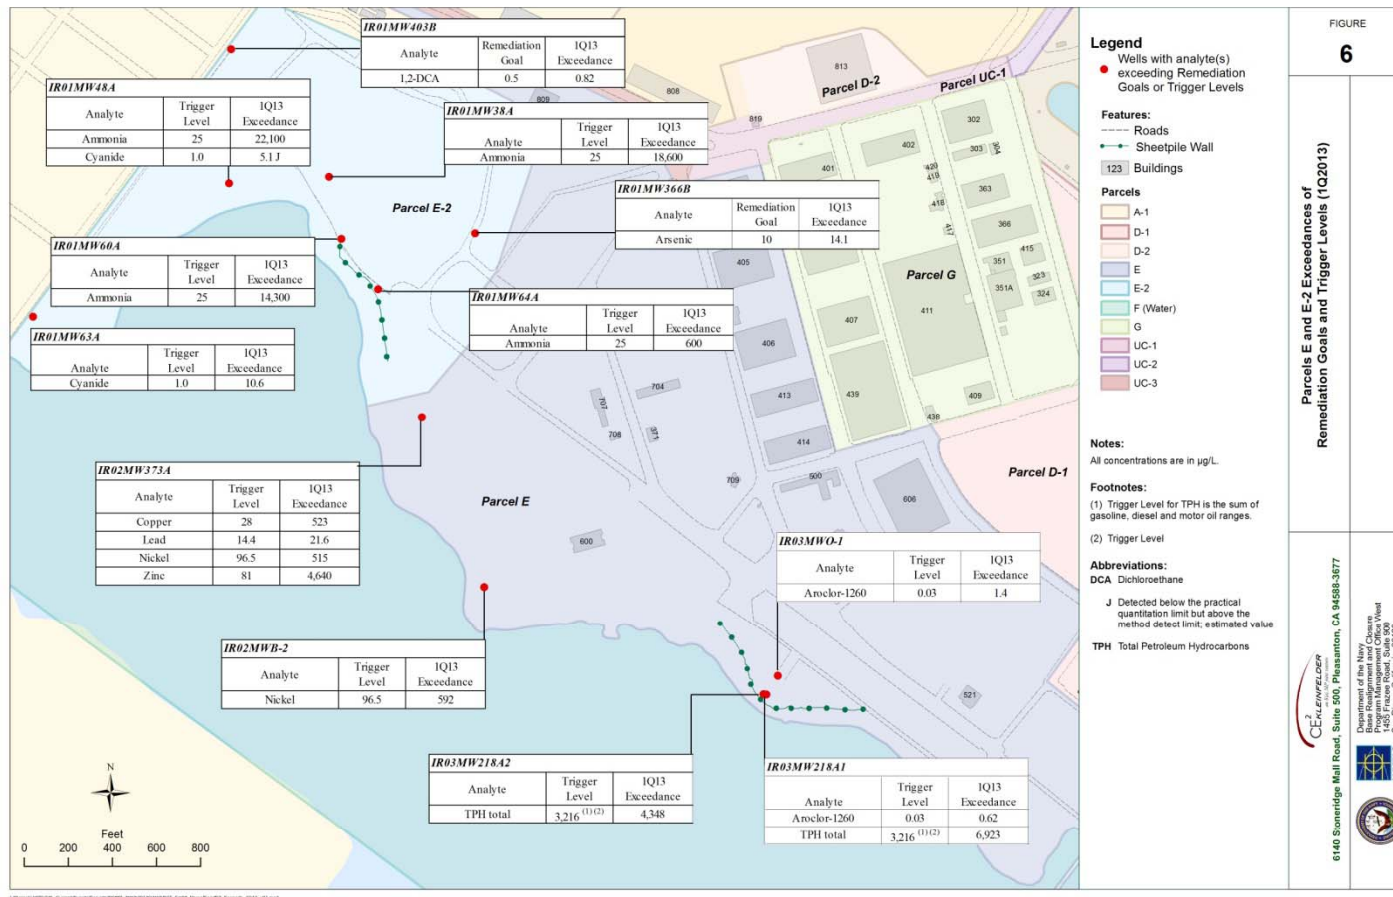 IR01MW403B
Analyte Remediation Goal 1Q13 Exceedance
1,2-DCA 0.5 0.82
IR01MW48A
Analyte Trigger Level 1Q13 Exceedance
Ammonia 25 22,100
Cyanide 1.0 5.1 J
IR01MW38A
Analyte Trigger Level 1Q13 Exceedance
Ammonia 25 18,600
IR01MW366B
Analyte Remediation Goal 1Q13 Exceedance
Arsenic 10 14.1
IR01MW60A
Analyte Trigger Level 1Q13 Exceedance
Ammonia 25 14,300
IR01MW64A
Analyte Trigger Level 1Q13 Exceedance
Ammonia 25 600
IR01MW63A
Analyte Trigger Level 1Q13 Exceedance
Cyanide 1.0 10.6
IR02MW373A
Analyte Trigger Level 1Q13 Exceedance
Copper 28 523
Lead 14.4 21.6
Nickel 96.5 515
Zinc 81 4,640
IR03MWO-1
Analyte Trigger Level 1Q13 Exceedance
Aroclor-1260 0.03 1.4
IR02MWB-2
Analyte Trigger Level 1Q13 Exceedance
Nickel 96.5 592
IR03MW218A2
Analyte Trigger Level 1Q13 Exceedance
TPH total 3,216 (1) (2) 4,348
IR03MW218A1
Analyte Trigger Level 1Q13 Exceedance
Aroclor-1260 0.03 0.62
TPH total 3,216 (1) (2) 6,923
Parcel D-2
Parcel UC-1
Parcel E-2
Parcel G
Parcel E
Parcel D-1
813
808
809
819
302
402
303
304
401
420
419
363
418
366
417
415
405
351
323
351A
324
411
407
406
704
707
413
439
409
708
371
438
414
709
500
606
600
521
N
Feet
0 200 400 600 800
Legend
Wells with analyte(s)
exceeding Remediation
Goals or Trigger Levels
Features:
Roads
Sheetpile Wall
123 Buildings
Parcels
A-1
D-1
D-2
E
E-2
F (Water)
G
UC-1
UC-2
UC-3
Notes:
All concentrations are in µg/L.
Footnotes:
(1) Trigger Level for TPH is the sum of
gasoline, diesel and motor oil ranges.
(2) Trigger Level
Abbreviations:
DCA Dichloroethane
J Detected below the practical
quantitation limit but above the
method detect limit; estimated value
TPH Total Petroleum Hydrocarbons
FIGURE
6
Parcels E and E-2 Exceedances of
Remediation Goals and Trigger Levels (1Q2013)
CE2 KLEINFELDER
6140 Stoneridge Mall Road, Suite 500, Pleasanton, CA 94588-3677
Department of the Navy
Base Realignment and Closure
Program Management Office West
1455 Frazee Road, Suite 900